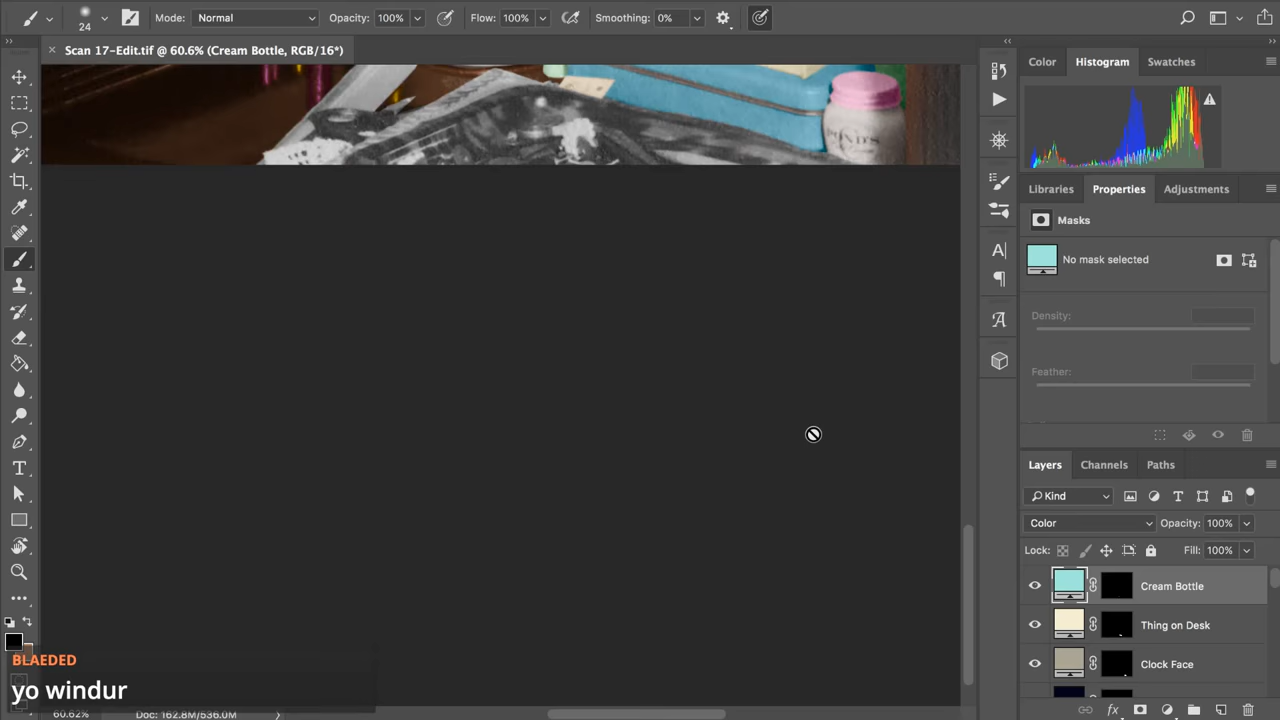 24
Mode: Normal
Opacity: 100%
Flow: 100%
Smoothing: 0%
× Scan 17-Edit.tif @ 60.6% (Cream Bottle, RGB/16*)
Color
Histogram
Swatches
POND'S
Libraries
Properties
Adjustments
Masks
No mask selected
Density:
Feather:
Layers
Channels
Paths
Kind
Color
Opacity: 100%
Lock:
Fill: 100%
Cream Bottle
Thing on Desk
Clock Face
BLAEDED
yo windur
60.62%
Doc: 162.8M/536.0M